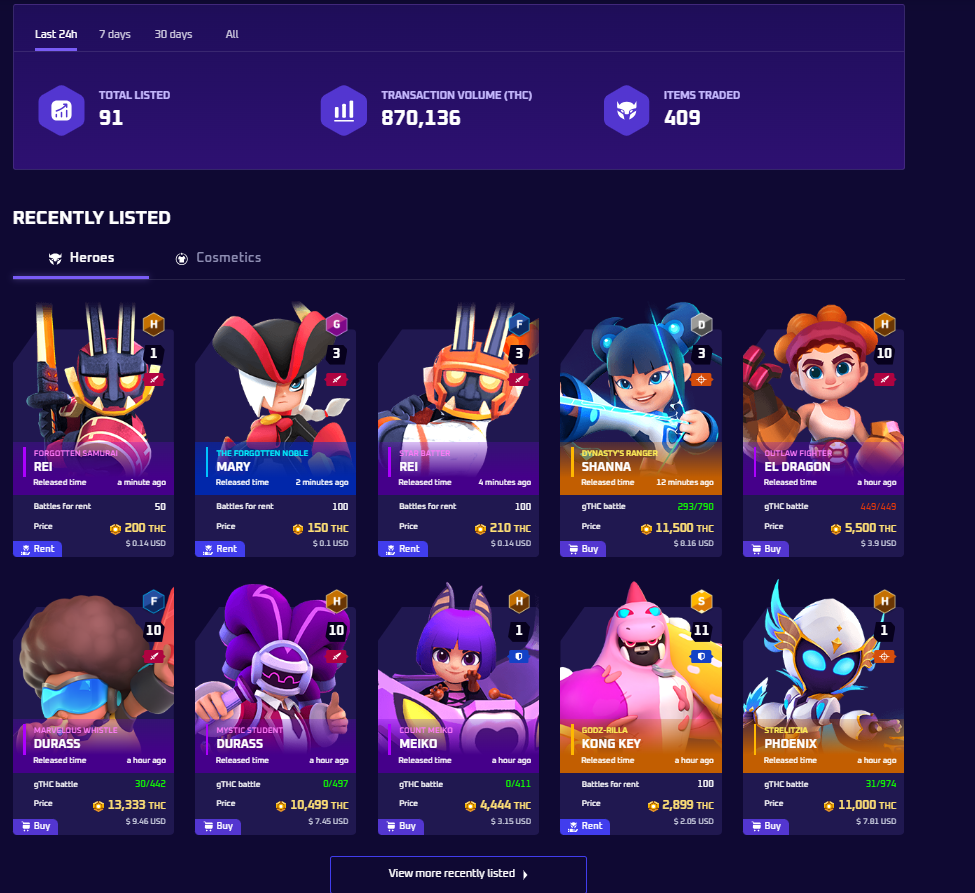 Last 24h 7 days 30 days All
TOTAL LISTED
91
TRANSACTION VOLUME (THC)
870,136
ITEMS TRADED
409
RECENTLY LISTED
Heroes Cosmetics
H
1
FORGOTTEN SAMURAI
REI
Released time a minute ago
Battles for rent 50
Price 200 THC
$ 0.14 USD
Rent
G
3
THE FORGOTTEN NOBLE
MARY
Released time 2 minutes ago
Battles for rent 100
Price 150 THC
$ 0.1 USD
Rent
F
3
STAR BATTER
REI
Released time 4 minutes ago
Battles for rent 100
Price 210 THC
$ 0.14 USD
Rent
D
3
DYNASTY'S RANGER
SHANNA
Released time 12 minutes ago
gTHC battle 293/790
Price 11,500 THC
$ 8.16 USD
Buy
H
10
OUTLAW FIGHTER
EL DRAGON
Released time a hour ago
gTHC battle 449/449
Price 5,500 THC
$ 3.9 USD
Buy
F
10
MARVELOUS WHISTLE
DURASS
Released time a hour ago
gTHC battle 30/442
Price 13,333 THC
$ 9.46 USD
Buy
H
10
MYSTIC STUDENT
DURASS
Released time a hour ago
gTHC battle 0/497
Price 10,499 THC
$ 7.45 USD
Buy
H
1
COUNT MEIKO
MEIKO
Released time a hour ago
gTHC battle 0/411
Price 4,444 THC
$ 3.15 USD
Buy
S
11
GODZ-RILLA
KONG KEY
Released time a hour ago
Battles for rent 100
Price 2,899 THC
$ 2.05 USD
Rent
H
1
STRELITZIA
PHOENIX
Released time a hour ago
gTHC battle 31/974
Price 11,000 THC
$ 7.81 USD
Buy
View more recently listed